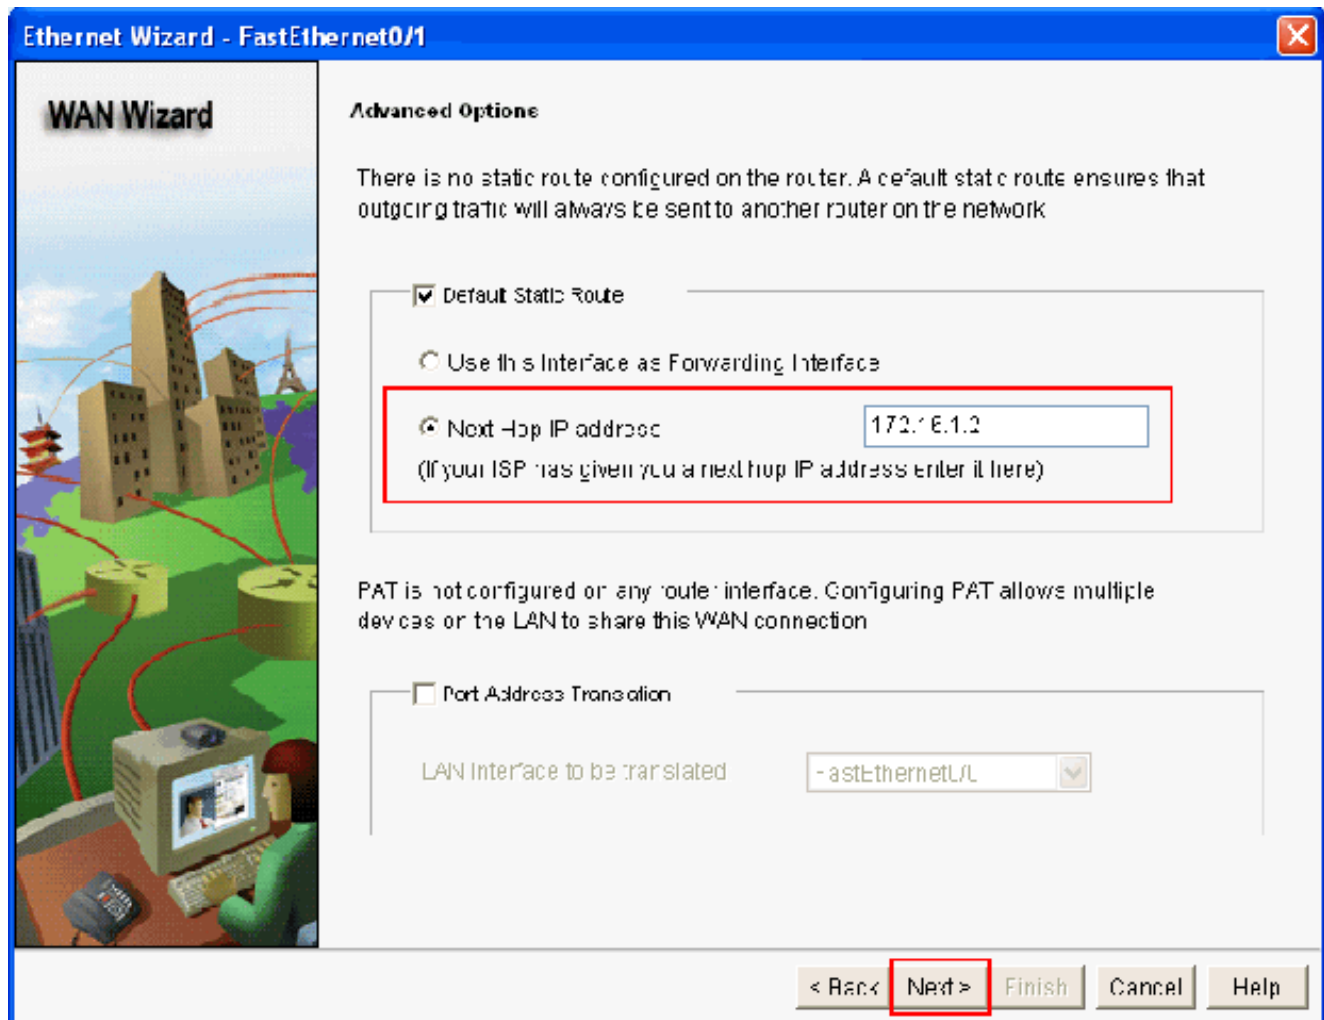 Ethernet Wizard - FastEthernet0/1
WAN Wizard
Advanced Options
There is no static route configured on the router. A default static route ensures that
outgoing traffic will always be sent to another router on the network
Default Static Route
Use this Interface as Forwarding Interface
Next Hop IP address
172.16.1.2
(If your ISP has given you a next hop IP address enter it here)
PAT is not configured on any router interface. Configuring PAT allows multiple
devices on the LAN to share this WAN connection
Port Address Translation
LAN Interface to be translated
FastEthernet0/0
< Back
Next >
Finish
Cancel
Help